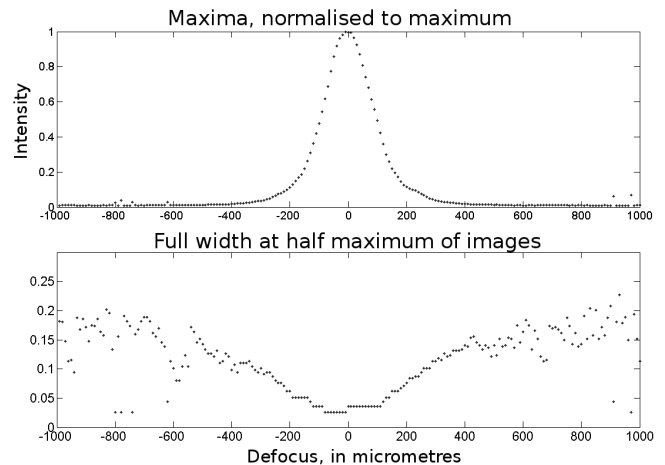 Maxima, normalised to maximum
1
0.8
0.6
0.4
0.2
0
Intensity
-1000 -800 -600 -400 -200 0 200 400 600 800 1000
Full width at half maximum of images
0.25
0.2
0.15
0.1
0.05
0
-1000 -800 -600 -400 -200 0 200 400 600 800 1000
Defocus, in micrometres